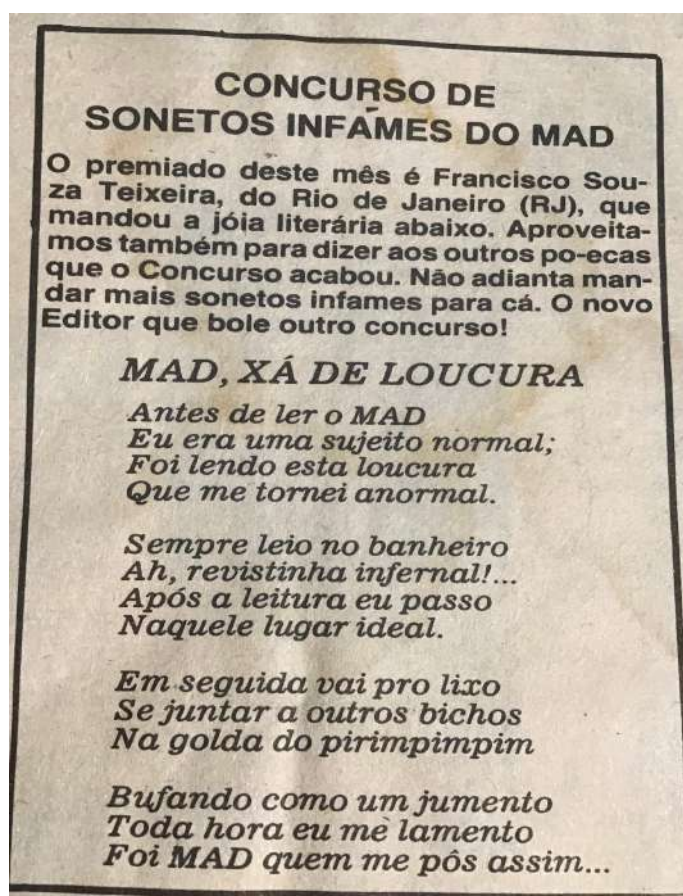 CONCURSO DE
SONETOS INFAMES DO MAD
O premiado deste mês é Francisco Sou-
za Teixeira, do Rio de Janeiro (RJ), que
mandou a jóia literária abaixo. Aproveita-
mos também para dizer aos outros po-ecas
que o Concurso acabou. Não adianta man-
dar mais sonetos infames para cá. O novo
Editor que bole outro concurso!
MAD, XÁ DE LOUCURA
Antes de ler o MAD
Eu era uma sujeito normal;
Foi lendo esta loucura
Que me tornei anormal.
Sempre leio no banheiro
Ah, revistinha infernal!...
Após a leitura eu passo
Naquele lugar ideal.
Em seguida vai pro lixo
Se juntar a outros bichos
Na golda do pirimpimpim
Bufando como um jumento
Toda hora eu me lamento
Foi MAD quem me pôs assim...